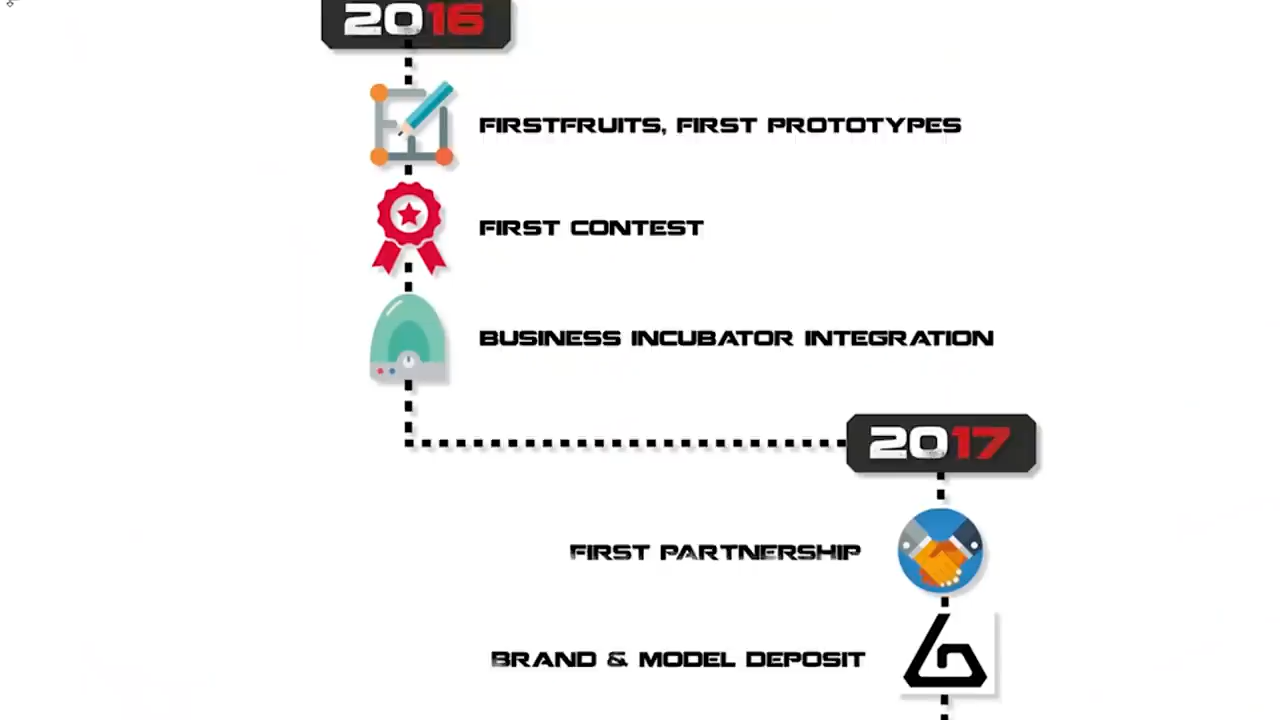 2016
FIRSTFRUITS, FIRST PROTOTYPES
FIRST CONTEST
BUSINESS INCUBATOR INTEGRATION
2017
FIRST PARTNERSHIP
BRAND & MODEL DEPOSIT